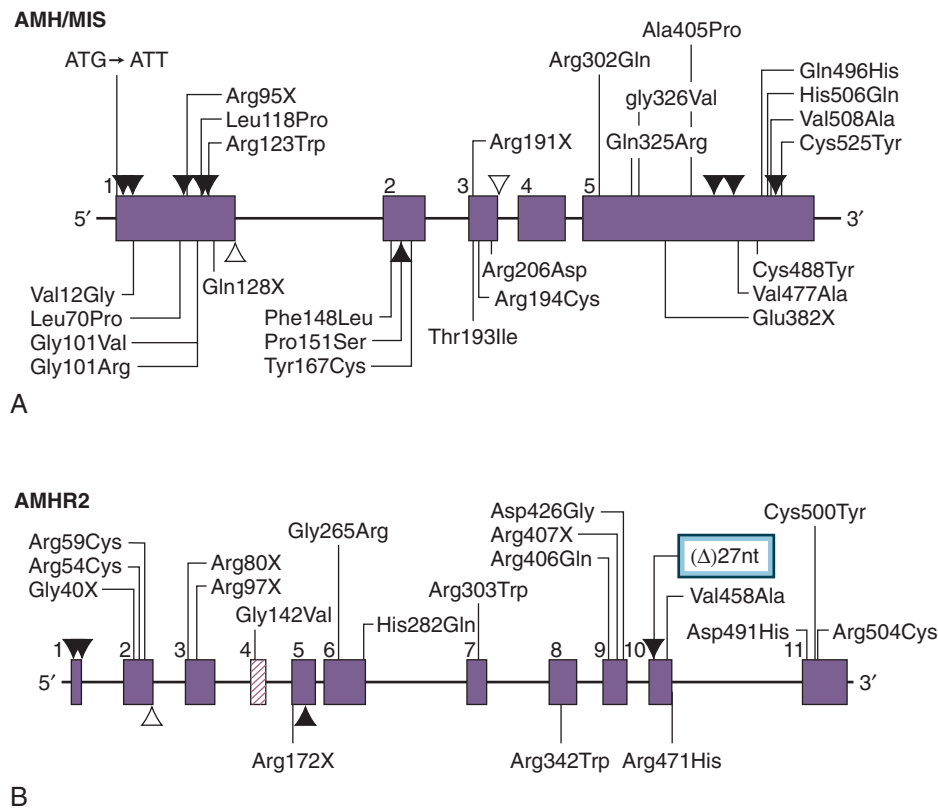 AMH/MIS
ATG → ATT
Arg95X
Leu118Pro
Arg123Trp
Arg191X
Arg302Gln
Ala405Pro
gly326Val
Gln325Arg
Gln496His
His506Gln
Val508Ala
Cys525Tyr
1
2
3
4
5
5′
3′
Val12Gly
Leu70Pro
Gly101Val
Gly101Arg
Gln128X
Phe148Leu
Pro151Ser
Tyr167Cys
Arg206Asp
Arg194Cys
Thr193Ile
Cys488Tyr
Val477Ala
Glu382X
A
AMHR2
Arg59Cys
Arg54Cys
Gly40X
Arg80X
Arg97X
Gly142Val
Gly265Arg
His282Gln
Arg303Trp
Asp426Gly
Arg407X
Arg406Gln
(Δ)27nt
Val458Ala
Cys500Tyr
Asp491His
Arg504Cys
1
2
3
4
5
6
7
8
9
10
11
5′
3′
Arg172X
Arg342Trp
Arg471His
B